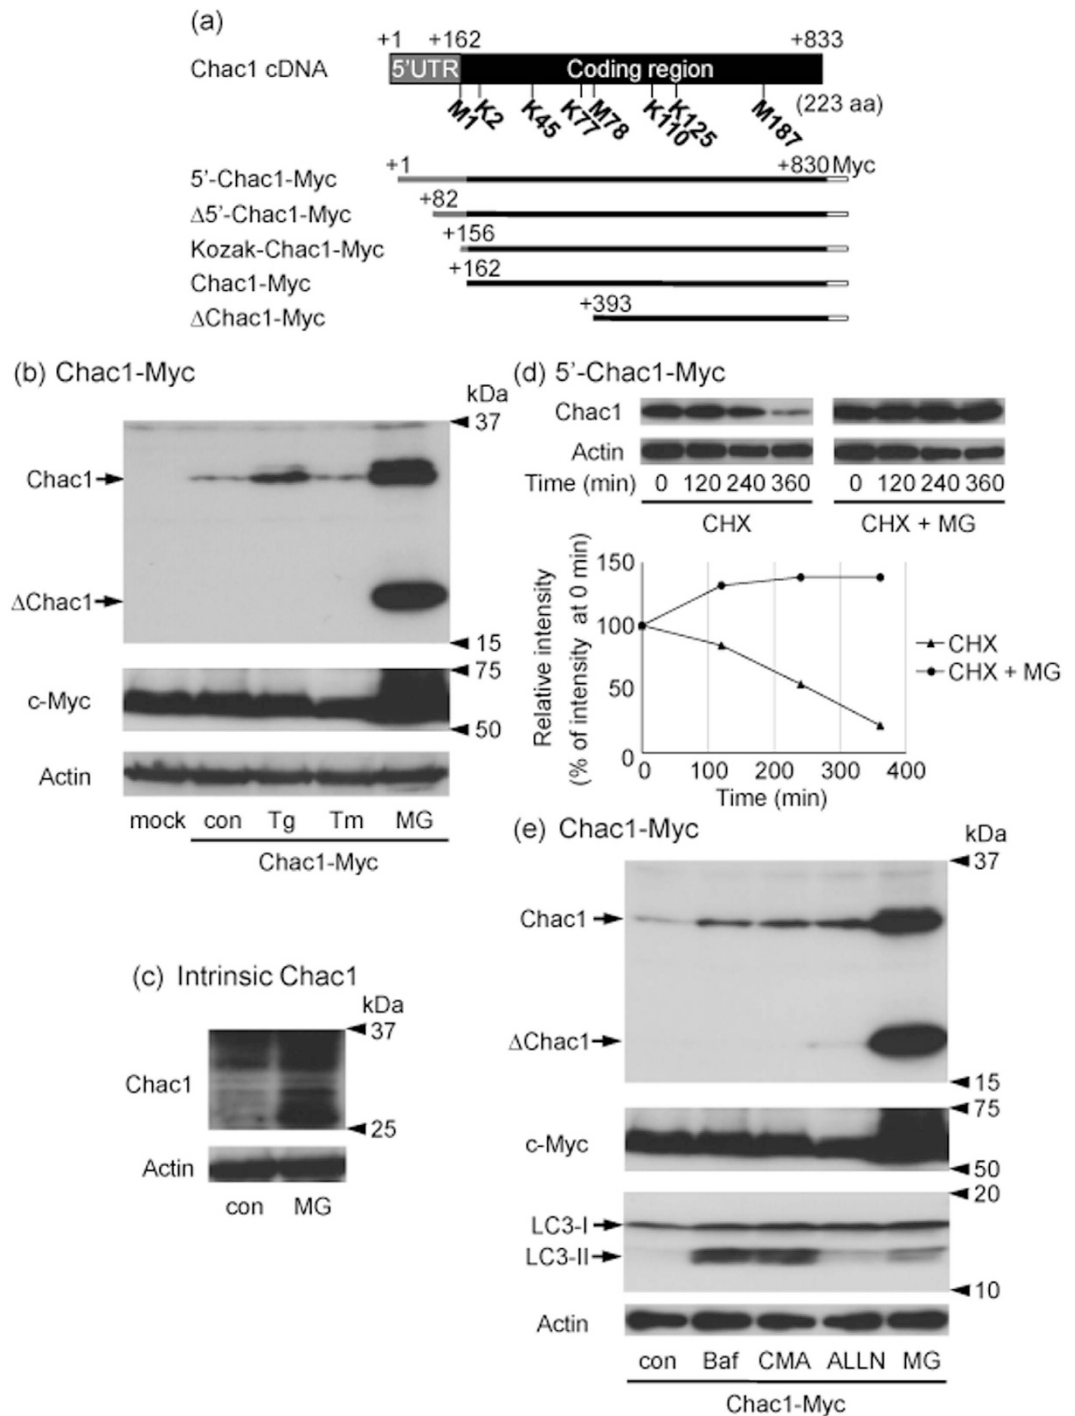 (a)
+1 +162 +833
Chac1 cDNA 5'UTR Coding region
M1 K2 K45 K77 M78 K110 K125 M187 (223 aa)
+1 +830 Myc
5'-Chac1-Myc
+82
Δ5'-Chac1-Myc
+156
Kozak-Chac1-Myc
+162
Chac1-Myc
+393
ΔChac1-Myc
(b) Chac1-Myc
kDa
37
Chac1
ΔChac1
15
75
c-Myc
50
Actin
mock con Tg Tm MG
Chac1-Myc
(c) Intrinsic Chac1
kDa
37
Chac1
25
Actin
con MG
(d) 5'-Chac1-Myc
Chac1
Actin
Time (min) 0 120 240 360 0 120 240 360
CHX CHX + MG
Relative intensity
(% of intensity at 0 min)
150
100
50
0
0 100 200 300 400
Time (min)
CHX
CHX + MG
(e) Chac1-Myc
kDa
37
Chac1
ΔChac1
15
75
c-Myc
50
20
LC3-I
LC3-II
10
Actin
con Baf CMA ALLN MG
Chac1-Myc